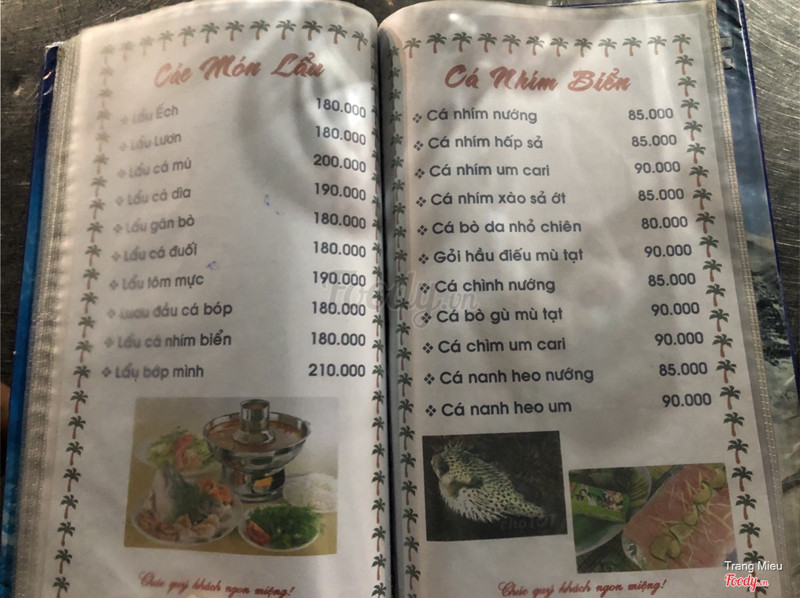 Các Món Lẩu
❖ Lẩu Ếch 180.000
❖ Lẩu Lươn 180.000
❖ Lẩu cá mú 200.000
❖ Lẩu cá dìa 190.000
❖ Lẩu gân bò 180.000
❖ Lẩu cá đuối 180.000
❖ Lẩu tôm mực 190.000
❖ đầu cá bóp 180.000
❖ Lẩu cá nhím biển 180.000
❖ Lẩu bóp mình 210.000
Chúc quý khách ngon miệng!
Cá Nhím Biển
❖ Cá nhím nướng 85.000
❖ Cá nhím hấp sả 85.000
❖ Cá nhím um cari 90.000
❖ Cá nhím xào sả ớt 85.000
❖ Cá bò da nhỏ chiên 80.000
❖ Gỏi hầu điếu mù tạt 90.000
❖ Cá chình nướng 85.000
❖ Cá bò gù mù tạt 90.000
❖ Cá chìm um cari 90.000
❖ Cá nanh heo nướng 85.000
❖ Cá nanh heo um 90.000
chợTỐT
Chúc quý khách ngon miệng!
Foody.vn
Trang Mieu
Foody.vn